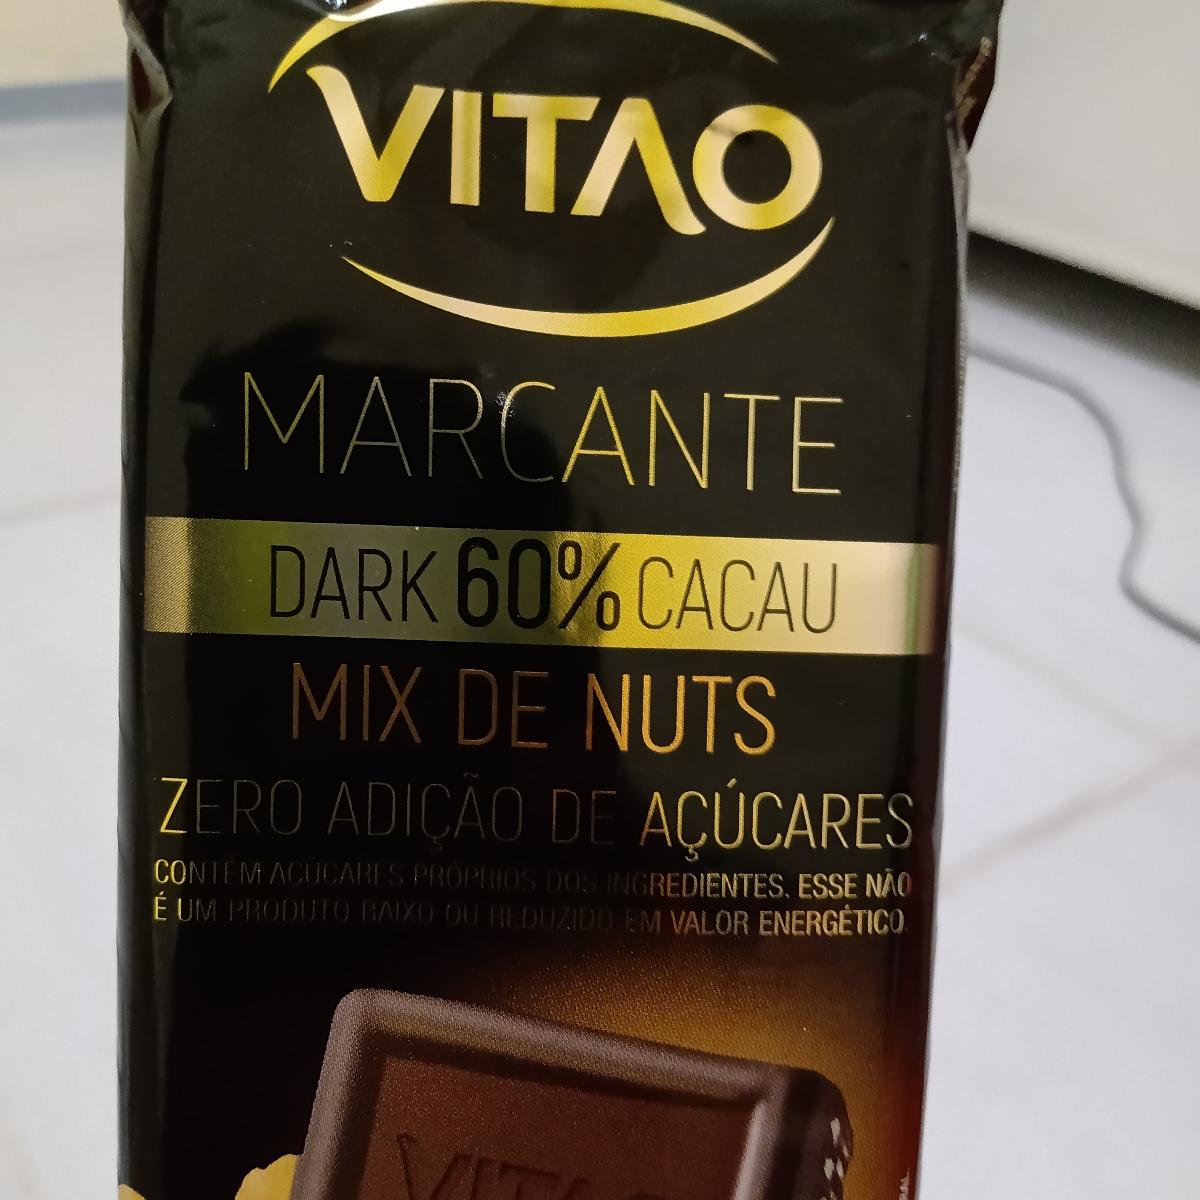 VITAO
MARCANTE
DARK 60% CACAU
MIX DE NUTS
ZERO ADIÇÃO DE AÇÚCARES
CONTÉM AÇÚCARES PRÓPRIOS DOS INGREDIENTES. ESSE NÃO
É UM PRODUTO BAIXO OU REDUZIDO EM VALOR ENERGÉTICO.
VITAO